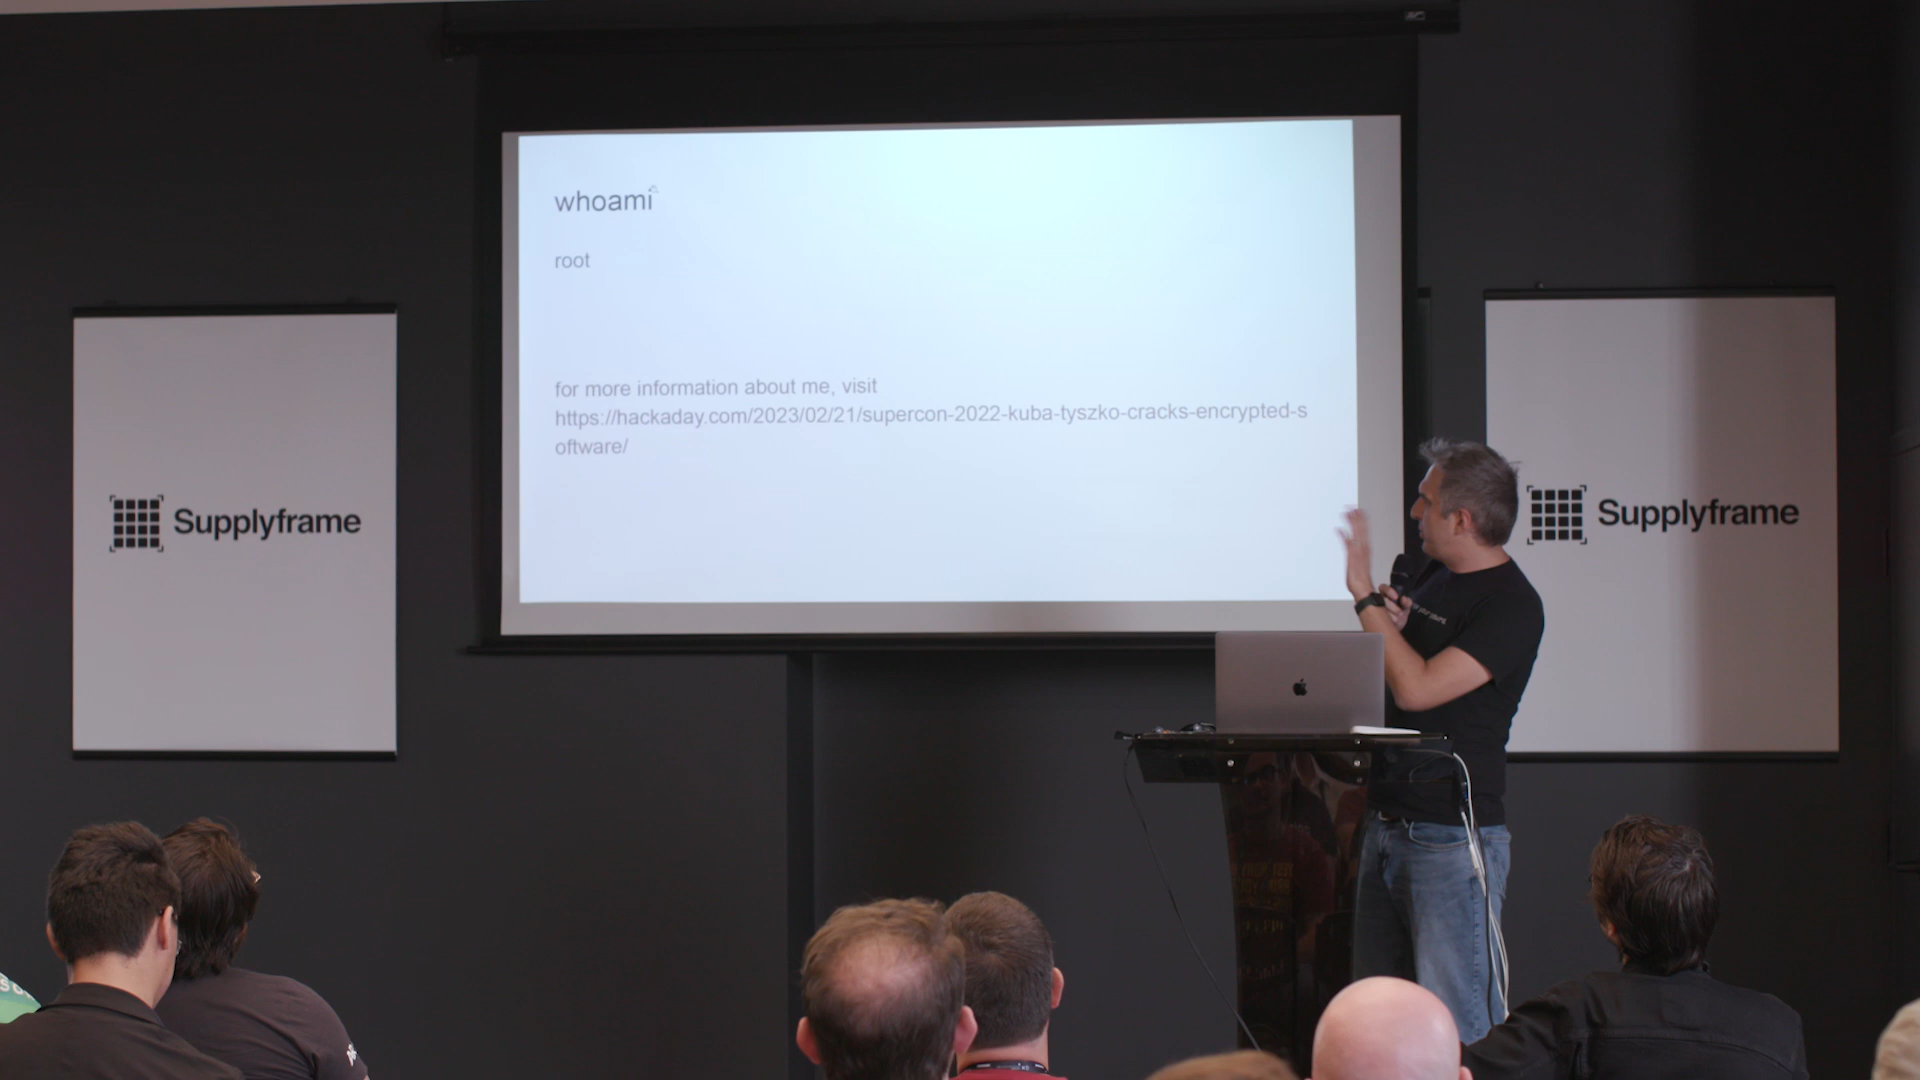 whoami
root
for more information about me, visit
https://hackaday.com/2023/02/21/supercon-2022-kuba-tyszko-cracks-encrypted-s
oftware/
Supplyframe
Supplyframe